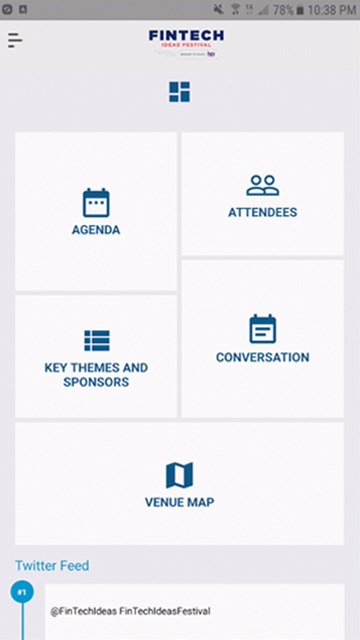 78% 10:38 PM
FINTECH
IDEAS FESTIVAL
AGENDA
ATTENDEES
KEY THEMES AND
SPONSORS
CONVERSATION
VENUE MAP
Twitter Feed
#1
@FinTechIdeas FinTechIdeasFestival